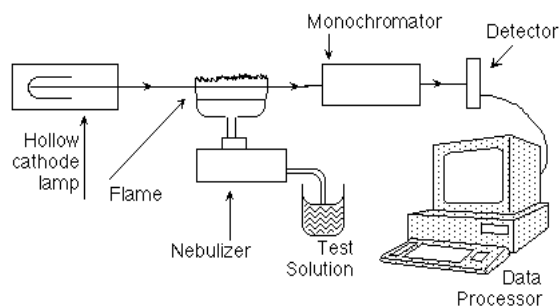 Monochromator
Detector
Hollow
cathode
lamp
Flame
Nebulizer
Test
Solution
Data
Processor